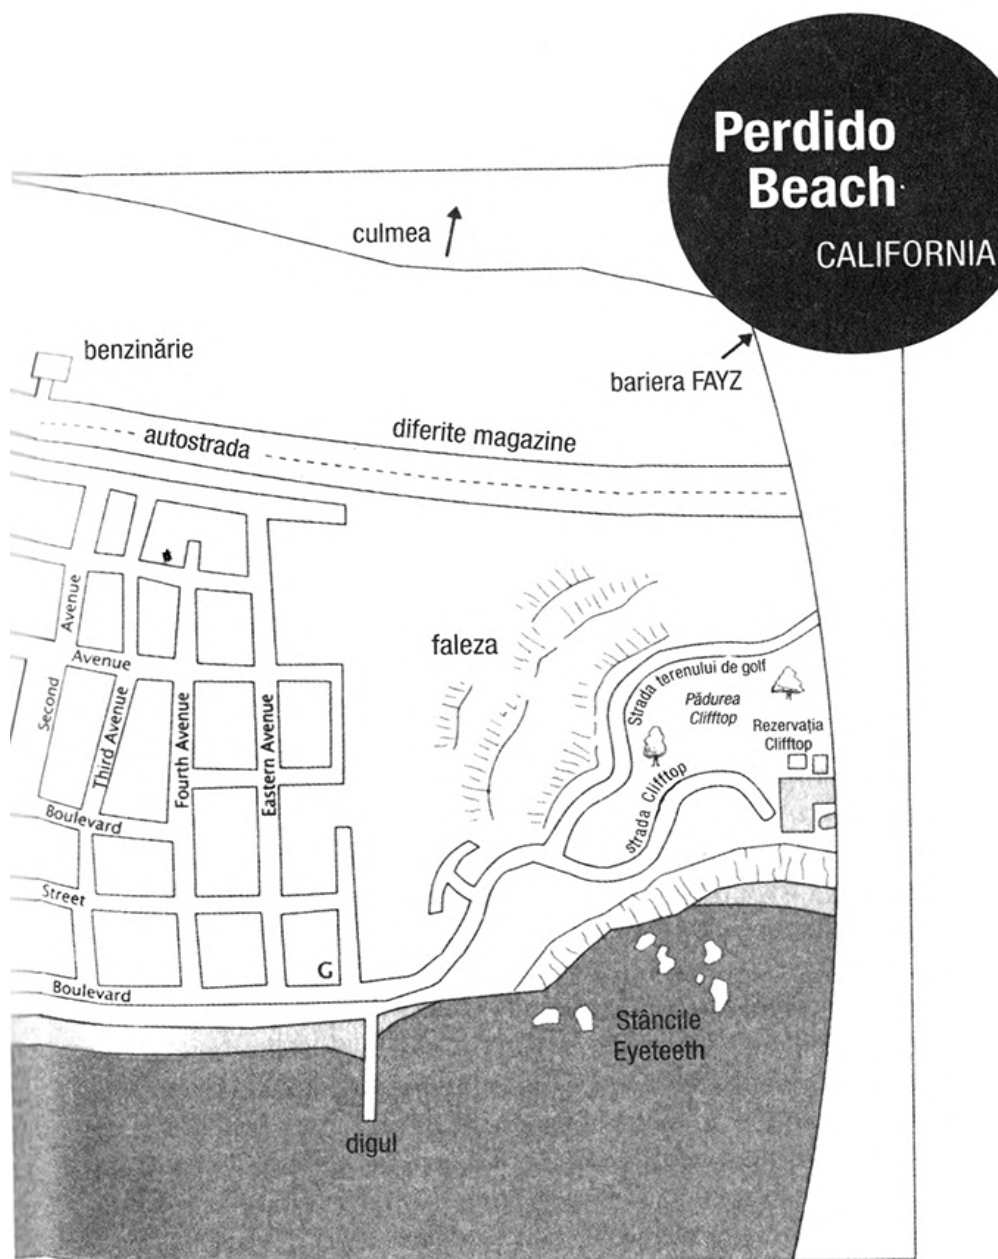 Perdido
Beach
CALIFORNIA
culmea
bariera FAYZ
benzinărie
autostrada
diferite magazine
Avenue
Avenue
Second
Third Avenue
Fourth Avenue
Eastern Avenue
Boulevard
Street
Boulevard
G
faleza
Strada terenului de golf
Pădurea
Clifftop
Rezervația
Clifftop
strada Clifftop
Stâncile
Eyeteeth
digul